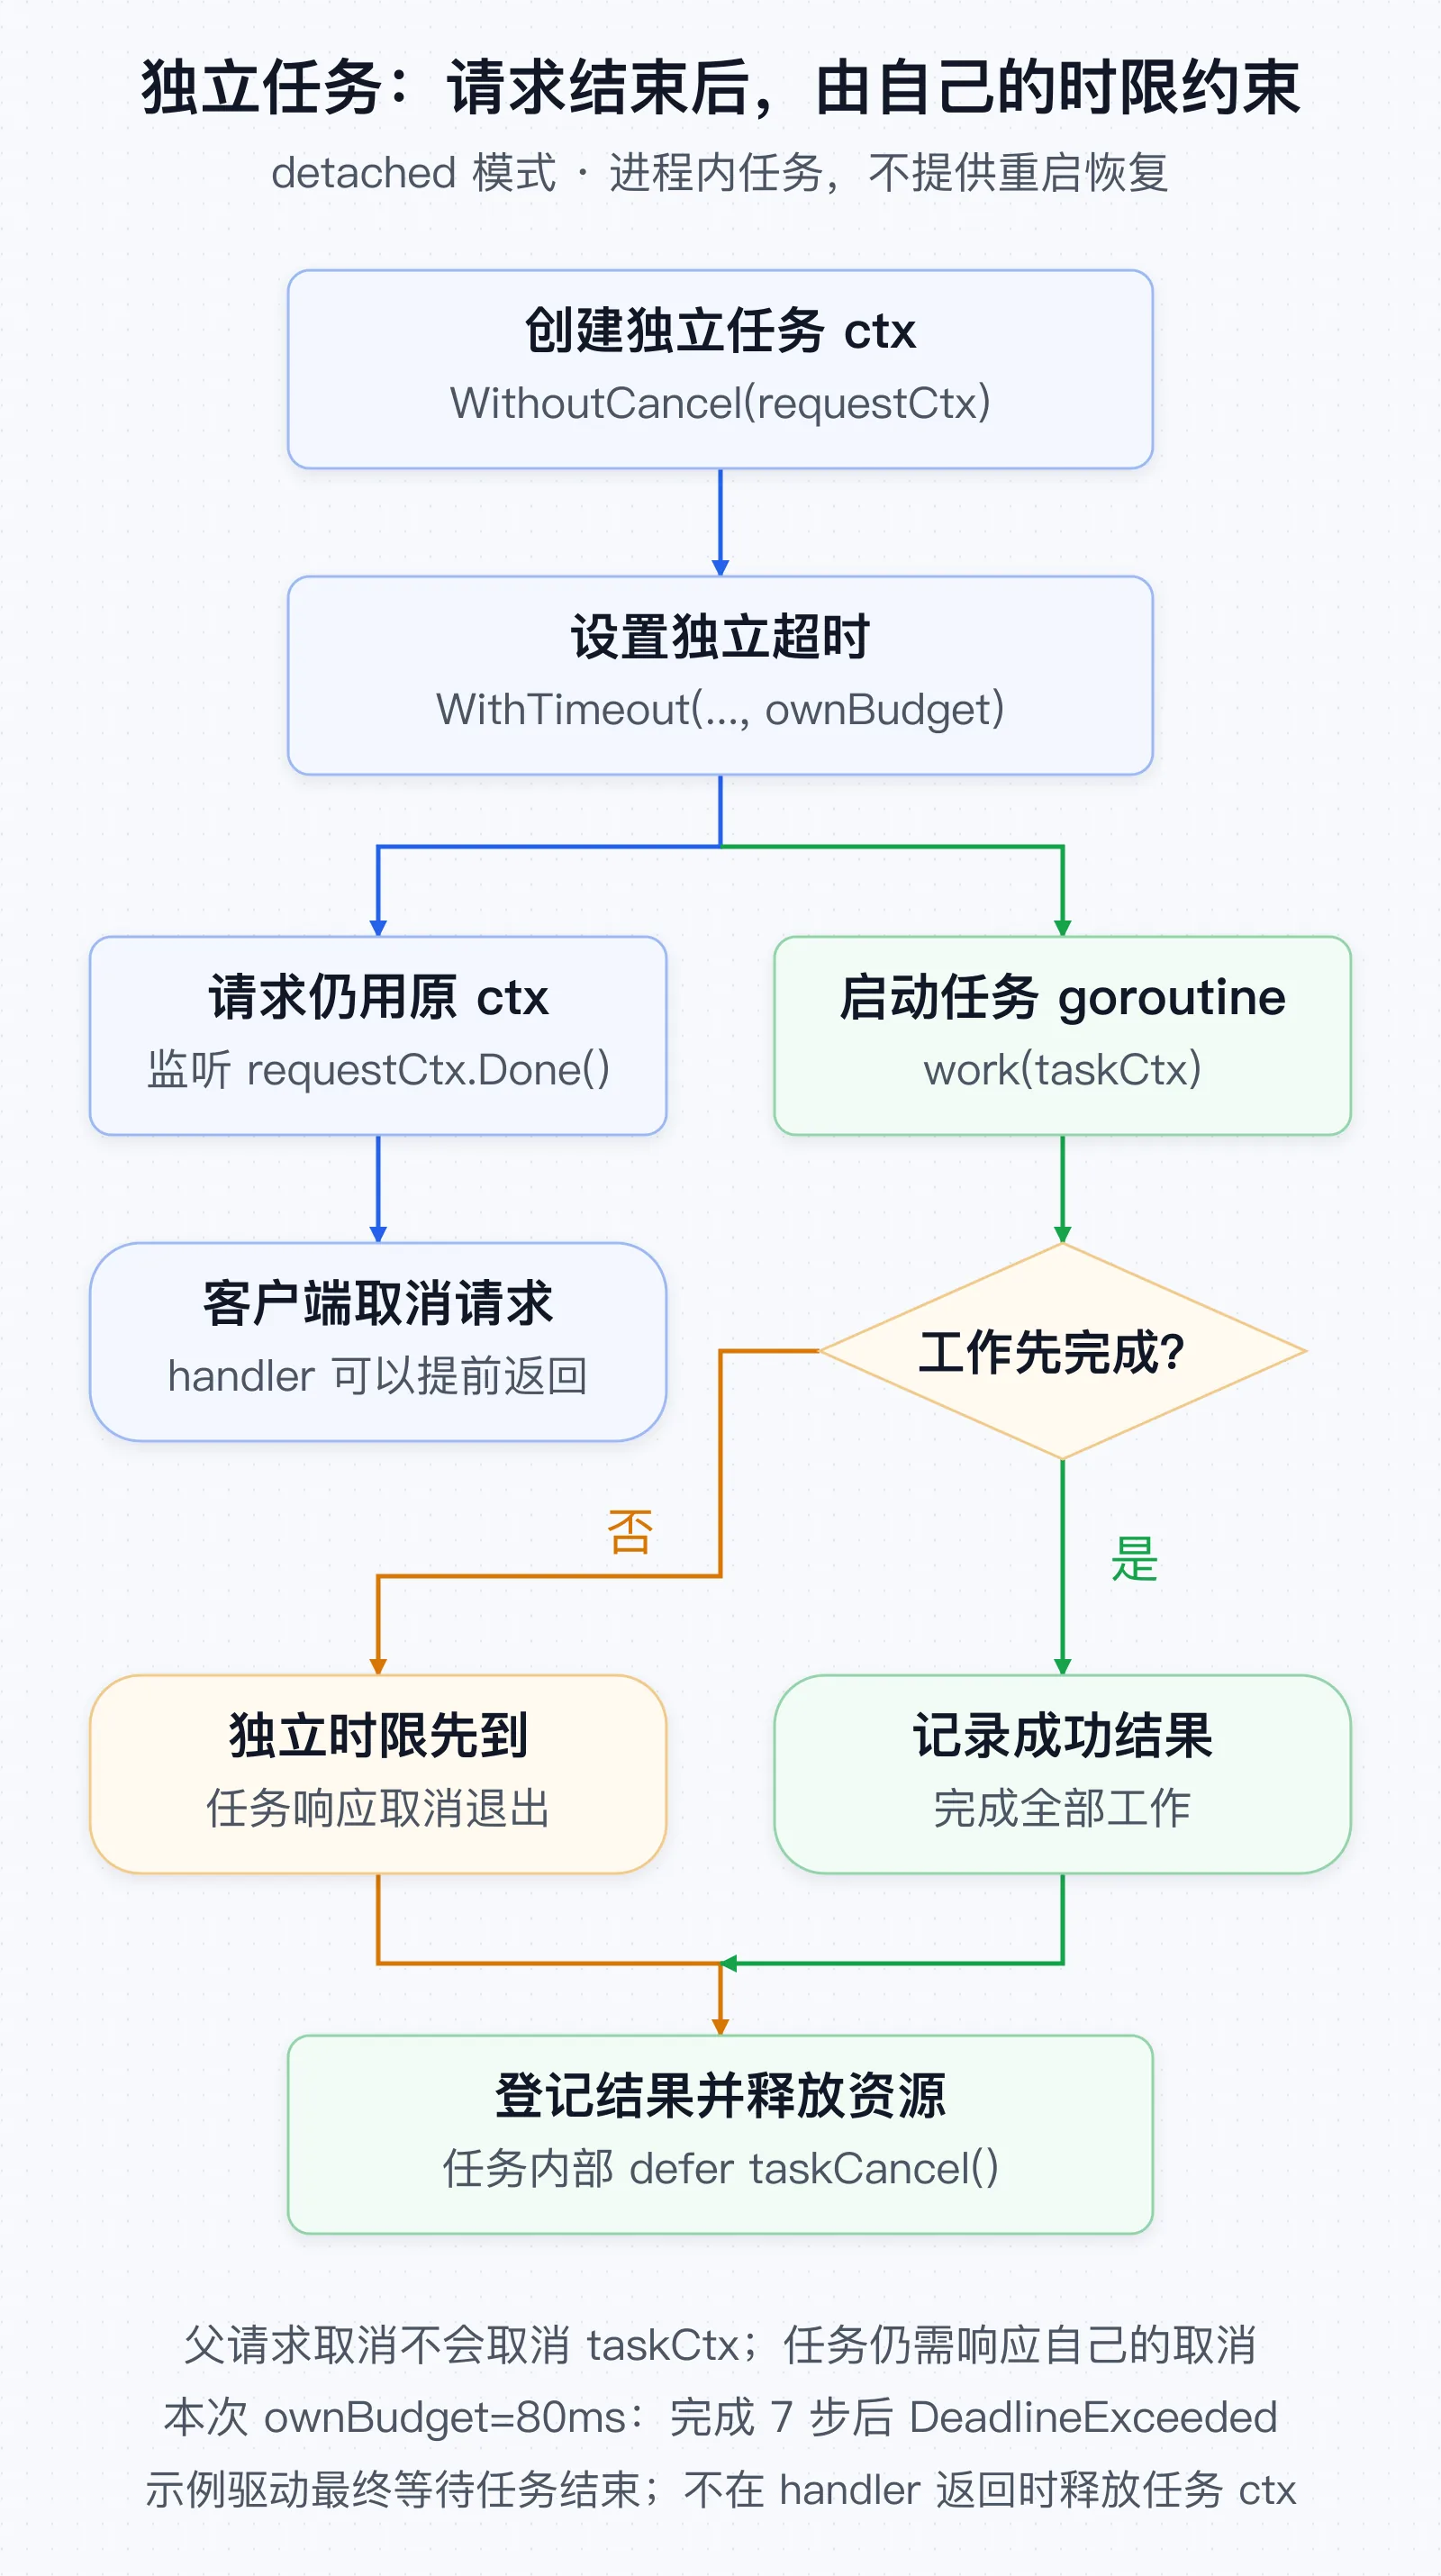 独立任务：请求结束后，由自己的时限约束
detached 模式 · 进程内任务，不提供重启恢复
创建独立任务 ctx
WithoutCancel(requestCtx)
设置独立超时
WithTimeout(..., ownBudget)
请求仍用原 ctx
监听 requestCtx.Done()
启动任务 goroutine
work(taskCtx)
客户端取消请求
handler 可以提前返回
工作先完成?
否
是
独立时限先到
任务响应取消退出
记录成功结果
完成全部工作
登记结果并释放资源
任务内部 defer taskCancel()
父请求取消不会取消 taskCtx；任务仍需响应自己的取消
本次 ownBudget=80ms：完成 7 步后 DeadlineExceeded
示例驱动最终等待任务结束；不在 handler 返回时释放任务 ctx